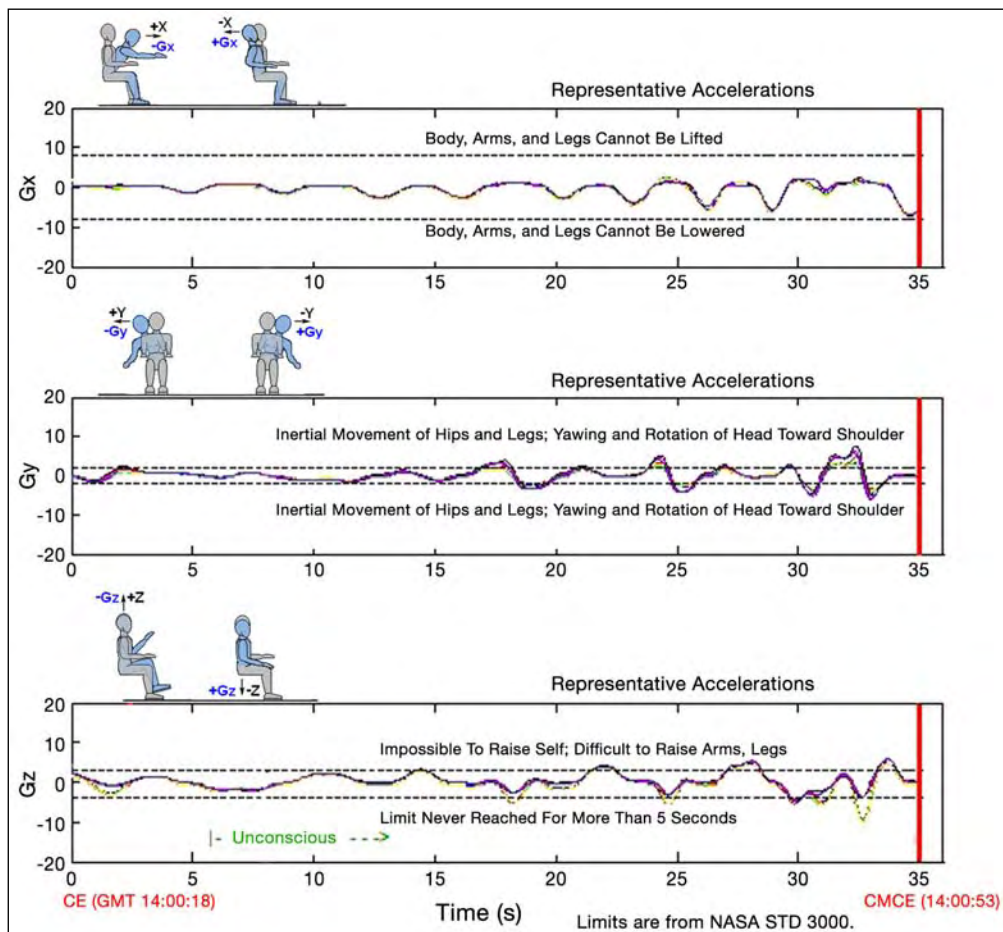 +X
-Gx
-X
+Gx
Representative Accelerations
20
10
0
-10
-20
Gx
Body, Arms, and Legs Cannot Be Lifted
Body, Arms, and Legs Cannot Be Lowered
0 5 10 15 20 25 30 35
+Y
-Gy
-Y
+Gy
Representative Accelerations
20
10
0
-10
-20
Gy
Inertial Movement of Hips and Legs; Yawing and Rotation of Head Toward Shoulder
Inertial Movement of Hips and Legs; Yawing and Rotation of Head Toward Shoulder
0 5 10 15 20 25 30 35
-Gz +Z
+Gz -Z
Representative Accelerations
20
10
0
-10
-20
Gz
Impossible To Raise Self; Difficult to Raise Arms, Legs
Limit Never Reached For More Than 5 Seconds
Unconscious
0 5 10 15 20 25 30 35
CE (GMT 14:00:18)
Time (s)
CMCE (14:00:53)
Limits are from NASA STD 3000.